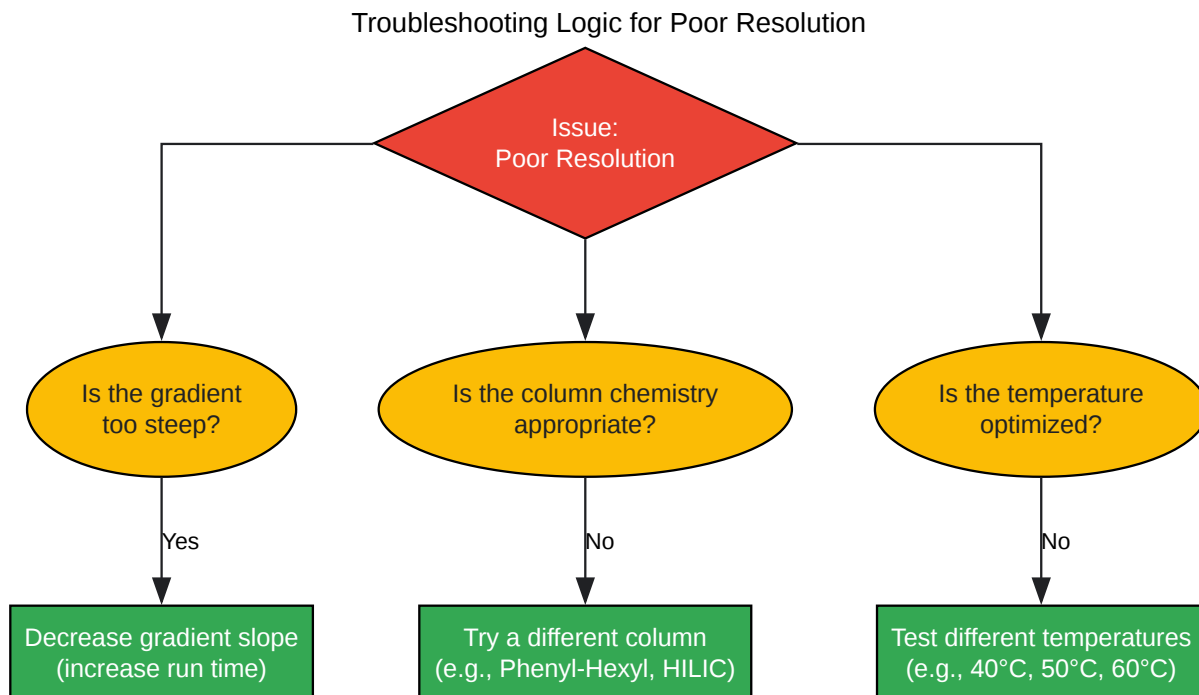 Troubleshooting Logic for Poor Resolution
Issue:
Poor Resolution
Is the gradient
too steep?
Is the column chemistry
appropriate?
Is the temperature
optimized?
Yes
No
No
Decrease gradient slope
(increase run time)
Try a different column
(e.g., Phenyl-Hexyl, HILIC)
Test different temperatures
(e.g., 40°C, 50°C, 60°C)